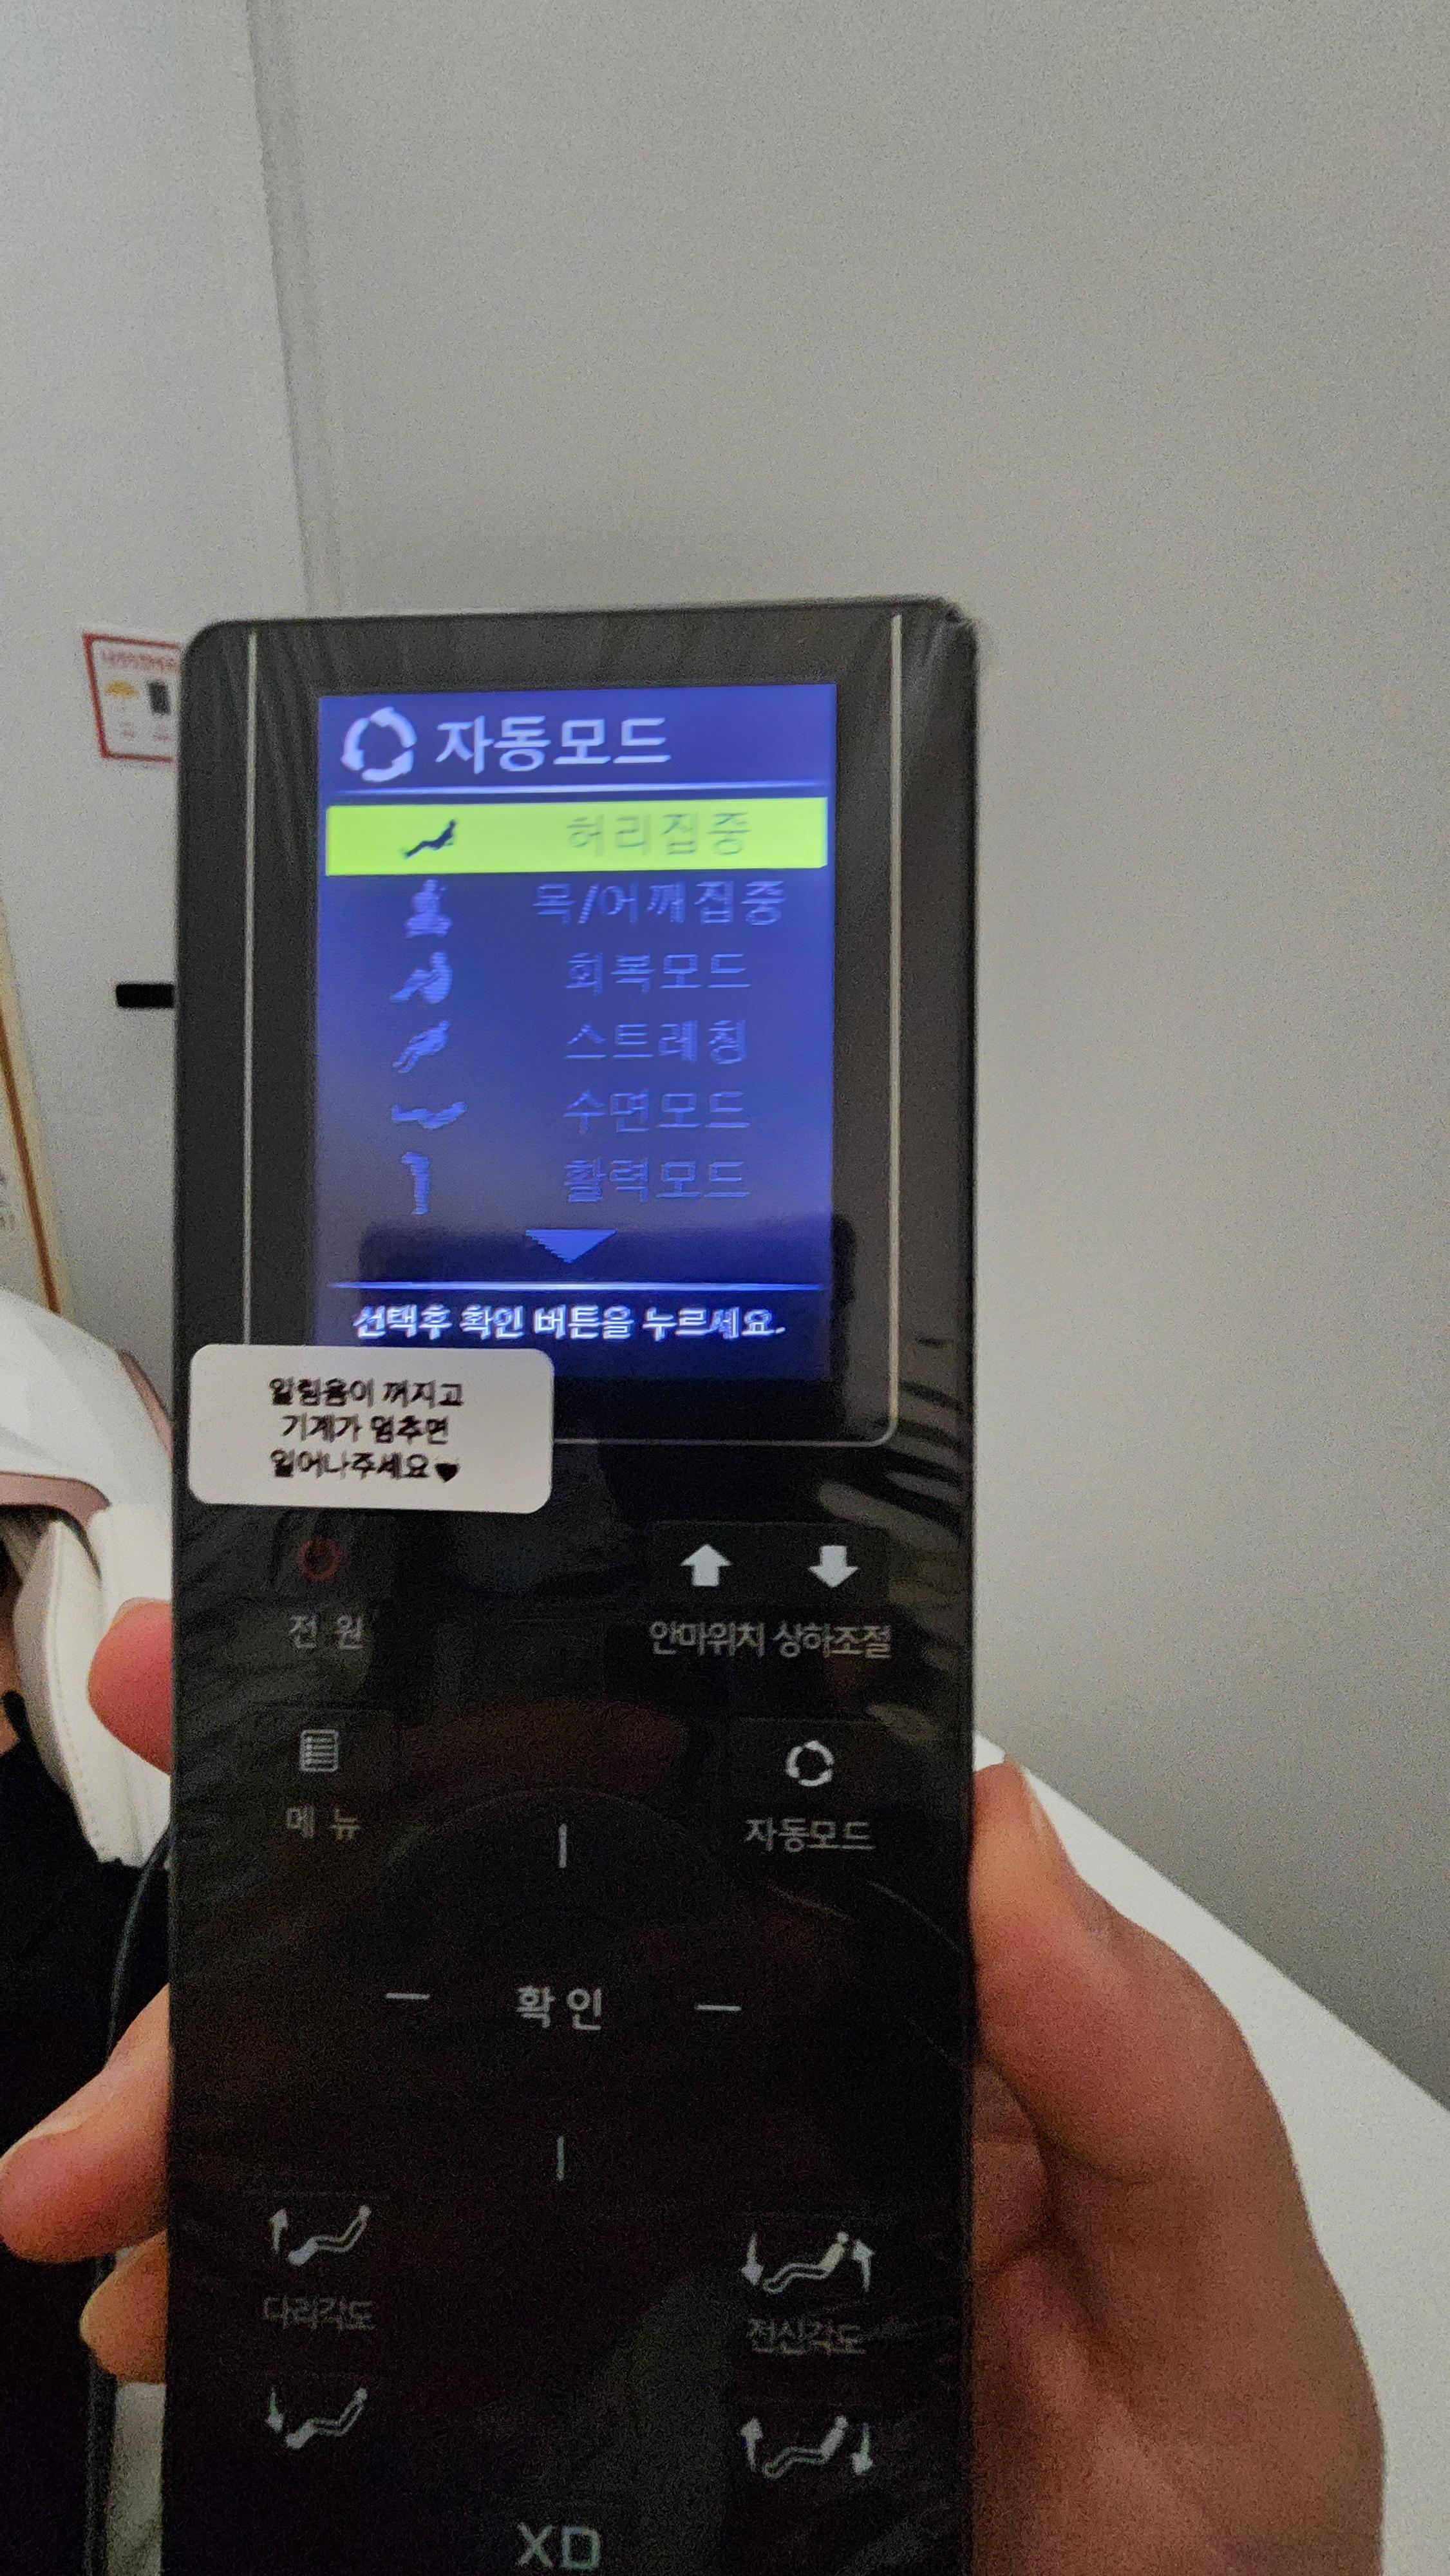 자동모드
허리집중
목/어깨집중
회복모드
스트레칭
수면모드
활력모드
선택후 확인 버튼을 누르세요.
알림음이 꺼지고
기계가 멈추면
일어나주세요♥
전 원
안마위치 상하조절
메 뉴
자동모드
확 인
다리각도
전신각도
XD